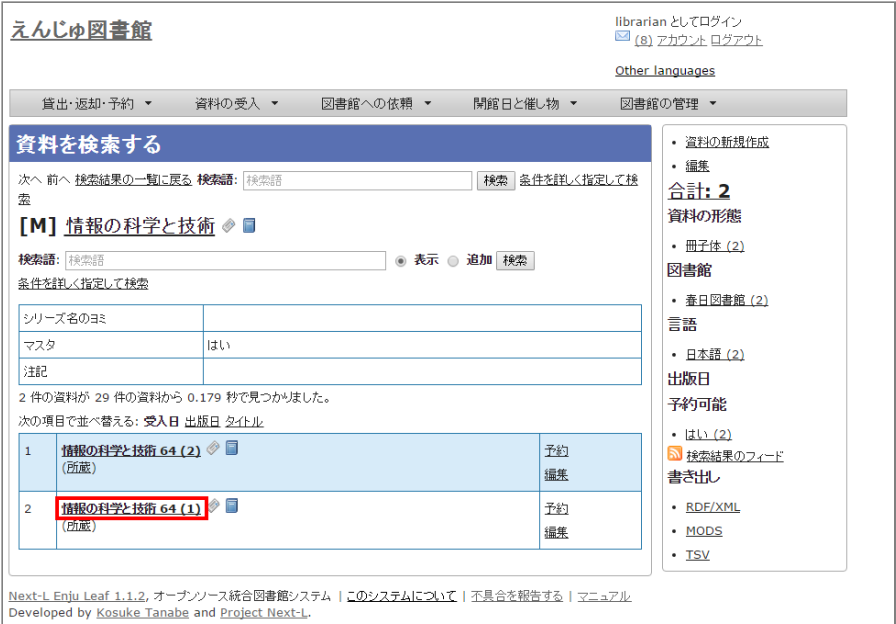 えんじゅ図書館
librarian としてログイン
(8) アカウント ログアウト
Other languages
貸出・返却・予約 ▼ 資料の受入 ▼ 図書館への依頼 ▼ 開館日と催し物 ▼ 図書館の管理 ▼
資料を検索する
次へ 前へ 検索結果の一覧に戻る 検索語: 検索語 検索 条件を詳しく指定して検
索
[M] 情報の科学と技術
検索語: 検索語 表示 追加 検索
条件を詳しく指定して検索
シリーズ名のヨミ
マスタ はい
注記
2 件の資料が 29 件の資料から 0.179 秒で見つかりました。
次の項目で並べ替える: 受入日 出版日 タイトル
1 情報の科学と技術 64 (2) 予約
(所蔵) 編集
2 情報の科学と技術 64 (1) 予約
(所蔵) 編集
• 資料の新規作成
• 編集
合計: 2
資料の形態
• 冊子体 (2)
図書館
• 春日図書館 (2)
言語
• 日本語 (2)
出版日
予約可能
• はい (2)
検索結果のフィード
書き出し
• RDF/XML
• MODS
• TSV
Next-L Enju Leaf 1.1.2, オープンソース統合図書館システム | このシステムについて | 不具合を報告する | マニュアル
Developed by Kosuke Tanabe and Project Next-L.